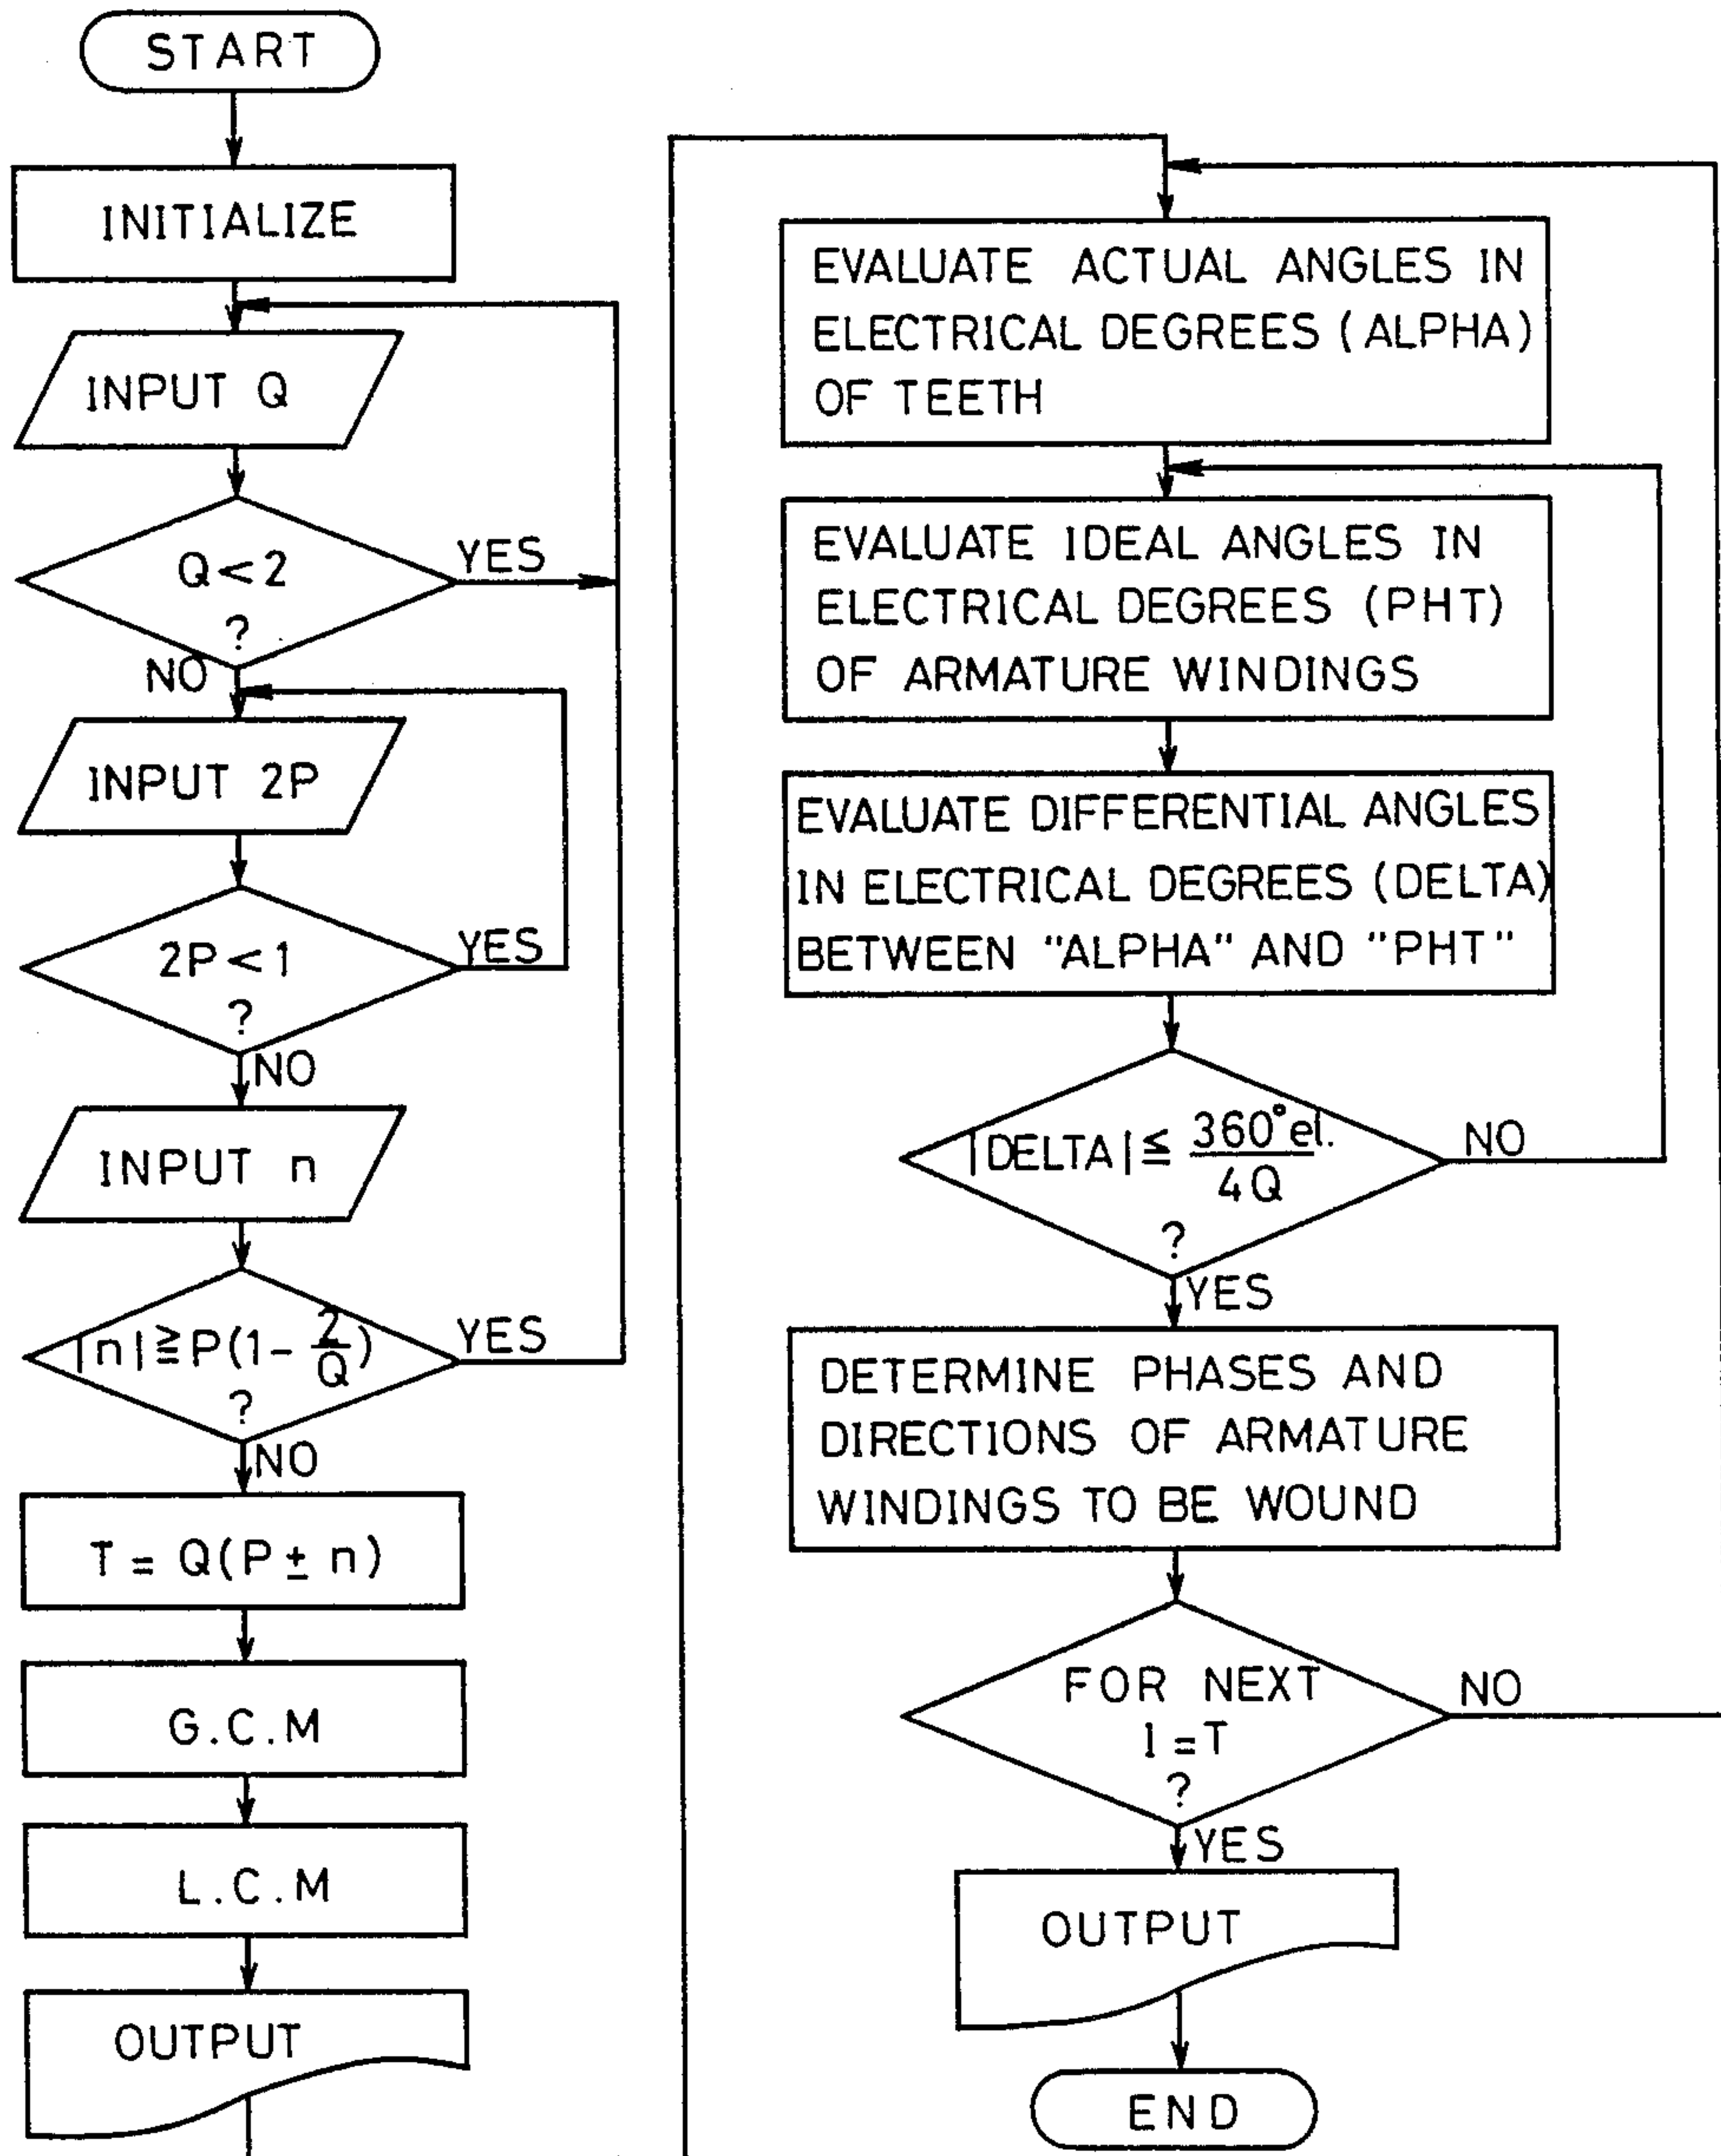 START
INITIALIZE
INPUT Q
Q<2
?
YES
NO
INPUT 2P
2P<1
?
YES
NO
INPUT n
|n|≧P(1-2/Q)
?
YES
NO
T=Q(P±n)
G.C.M
L.C.M
OUTPUT
EVALUATE ACTUAL ANGLES IN
ELECTRICAL DEGREES (ALPHA)
OF TEETH
EVALUATE IDEAL ANGLES IN
ELECTRICAL DEGREES (PHT)
OF ARMATURE WINDINGS
EVALUATE DIFFERENTIAL ANGLES
IN ELECTRICAL DEGREES (DELTA)
BETWEEN "ALPHA" AND "PHT"
|DELTA|≦ 360°el./4Q
?
NO
YES
DETERMINE PHASES AND
DIRECTIONS OF ARMATURE
WINDINGS TO BE WOUND
FOR NEXT
I=T
?
NO
YES
OUTPUT
END